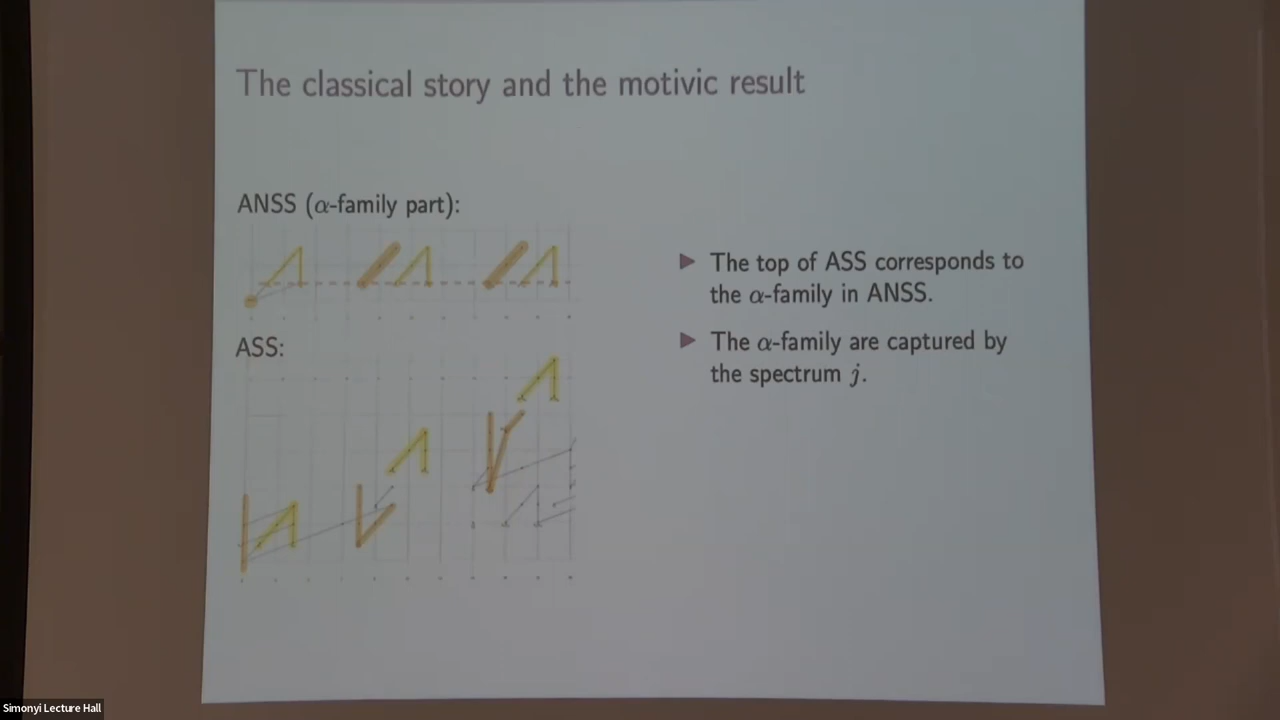 The classical story and the motivic result
ANSS (α-family part):
ASS:
▶ The top of ASS corresponds to
the α-family in ANSS.
▶ The α-family are captured by
the spectrum j.
Simonyi Lecture Hall